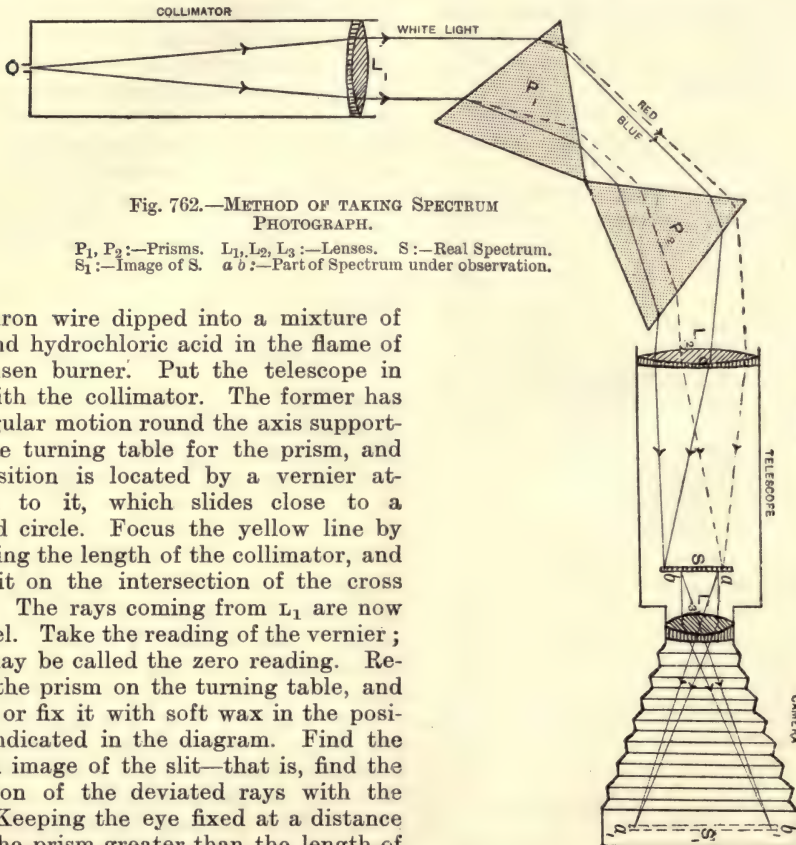 COLLIMATOR
O
L1
WHITE LIGHT
P1
RED
BLUE
P2
Fig. 762.—METHOD OF TAKING SPECTRUM
PHOTOGRAPH.
P1, P2:—Prisms. L1, L2, L3:—Lenses. S:—Real Spectrum.
S1:—Image of S. a b:—Part of Spectrum under observation.
L2
TELESCOPE
S
b a
L3
CAMERA
a1 S1 b1
iron wire dipped into a mixture of
nd hydrochloric acid in the flame of
sen burner. Put the telescope in
ith the collimator. The former has
gular motion round the axis support-
e turning table for the prism, and
sition is located by a vernier at-
to it, which slides close to a
d circle. Focus the yellow line by
ing the length of the collimator, and
it on the intersection of the cross
The rays coming from L1 are now
el. Take the reading of the vernier;
ay be called the zero reading. Re-
the prism on the turning table, and
or fix it with soft wax in the posi-
ndicated in the diagram. Find the
image of the slit—that is, find the
on of the deviated rays with the
Keeping the eye fixed at a distance
he prism greater than the length of